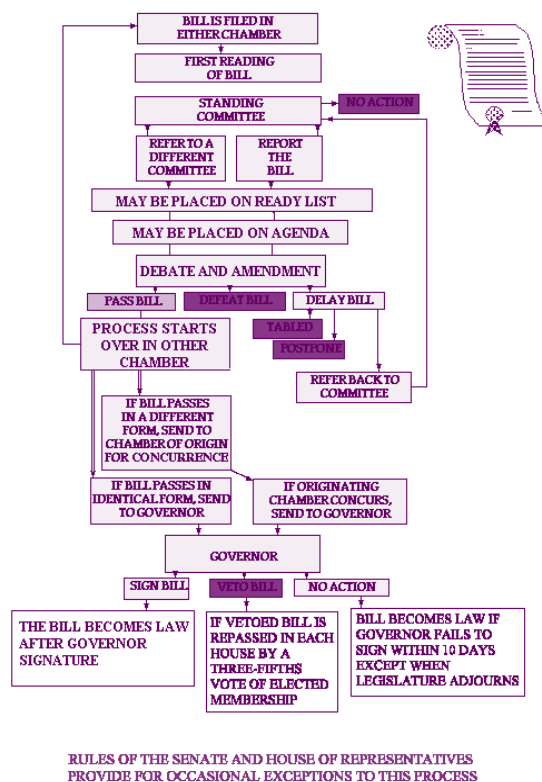 BILL IS FILED IN
EITHER CHAMBER
FIRST READING
OF BILL
STANDING
COMMITTEE
NO ACTION
REFER TO A
DIFFERENT
COMMITTEE
REPORT
THE
BILL
MAY BE PLACED ON READY LIST
MAY BE PLACED ON AGENDA
DEBATE AND AMENDMENT
PASS BILL
DEFEAT BILL
DELAY BILL
TABLED
POSTPONE
PROCESS STARTS
OVER IN OTHER
CHAMBER
REFER BACK TO
COMMITTEE
IF BILL PASSES
IN A DIFFERENT
FORM, SEND TO
CHAMBER OF ORIGIN
FOR CONCURRENCE
IF BILL PASSES IN
IDENTICAL FORM, SEND
TO GOVERNOR
IF ORIGINATING
CHAMBER CONCURS,
SEND TO GOVERNOR
GOVERNOR
SIGN BILL
VETO BILL
NO ACTION
THE BILL BECOMES LAW
AFTER GOVERNOR
SIGNATURE
IF VETOED BILL IS
REPASSED IN EACH
HOUSE BY A
THREE-FIFTHS
VOTE OF ELECTED
MEMBERSHIP
BILL BECOMES LAW IF
GOVERNOR FAILS TO
SIGN WITHIN 10 DAYS
EXCEPT WHEN
LEGISLATURE ADJOURNS
RULES OF THE SENATE AND HOUSE OF REPRESENTATIVES
PROVIDE FOR OCCASIONAL EXCEPTIONS TO THIS PROCESS